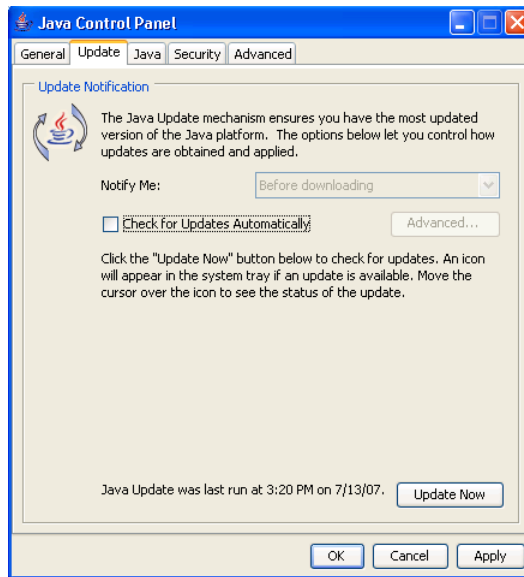 Java Control Panel
General Update Java Security Advanced
Update Notification
The Java Update mechanism ensures you have the most updated
version of the Java platform. The options below let you control how
updates are obtained and applied.
Notify Me: Before downloading
Check for Updates Automatically Advanced...
Click the "Update Now" button below to check for updates. An icon
will appear in the system tray if an update is available. Move the
cursor over the icon to see the status of the update.
Java Update was last run at 3:20 PM on 7/13/07. Update Now
OK Cancel Apply